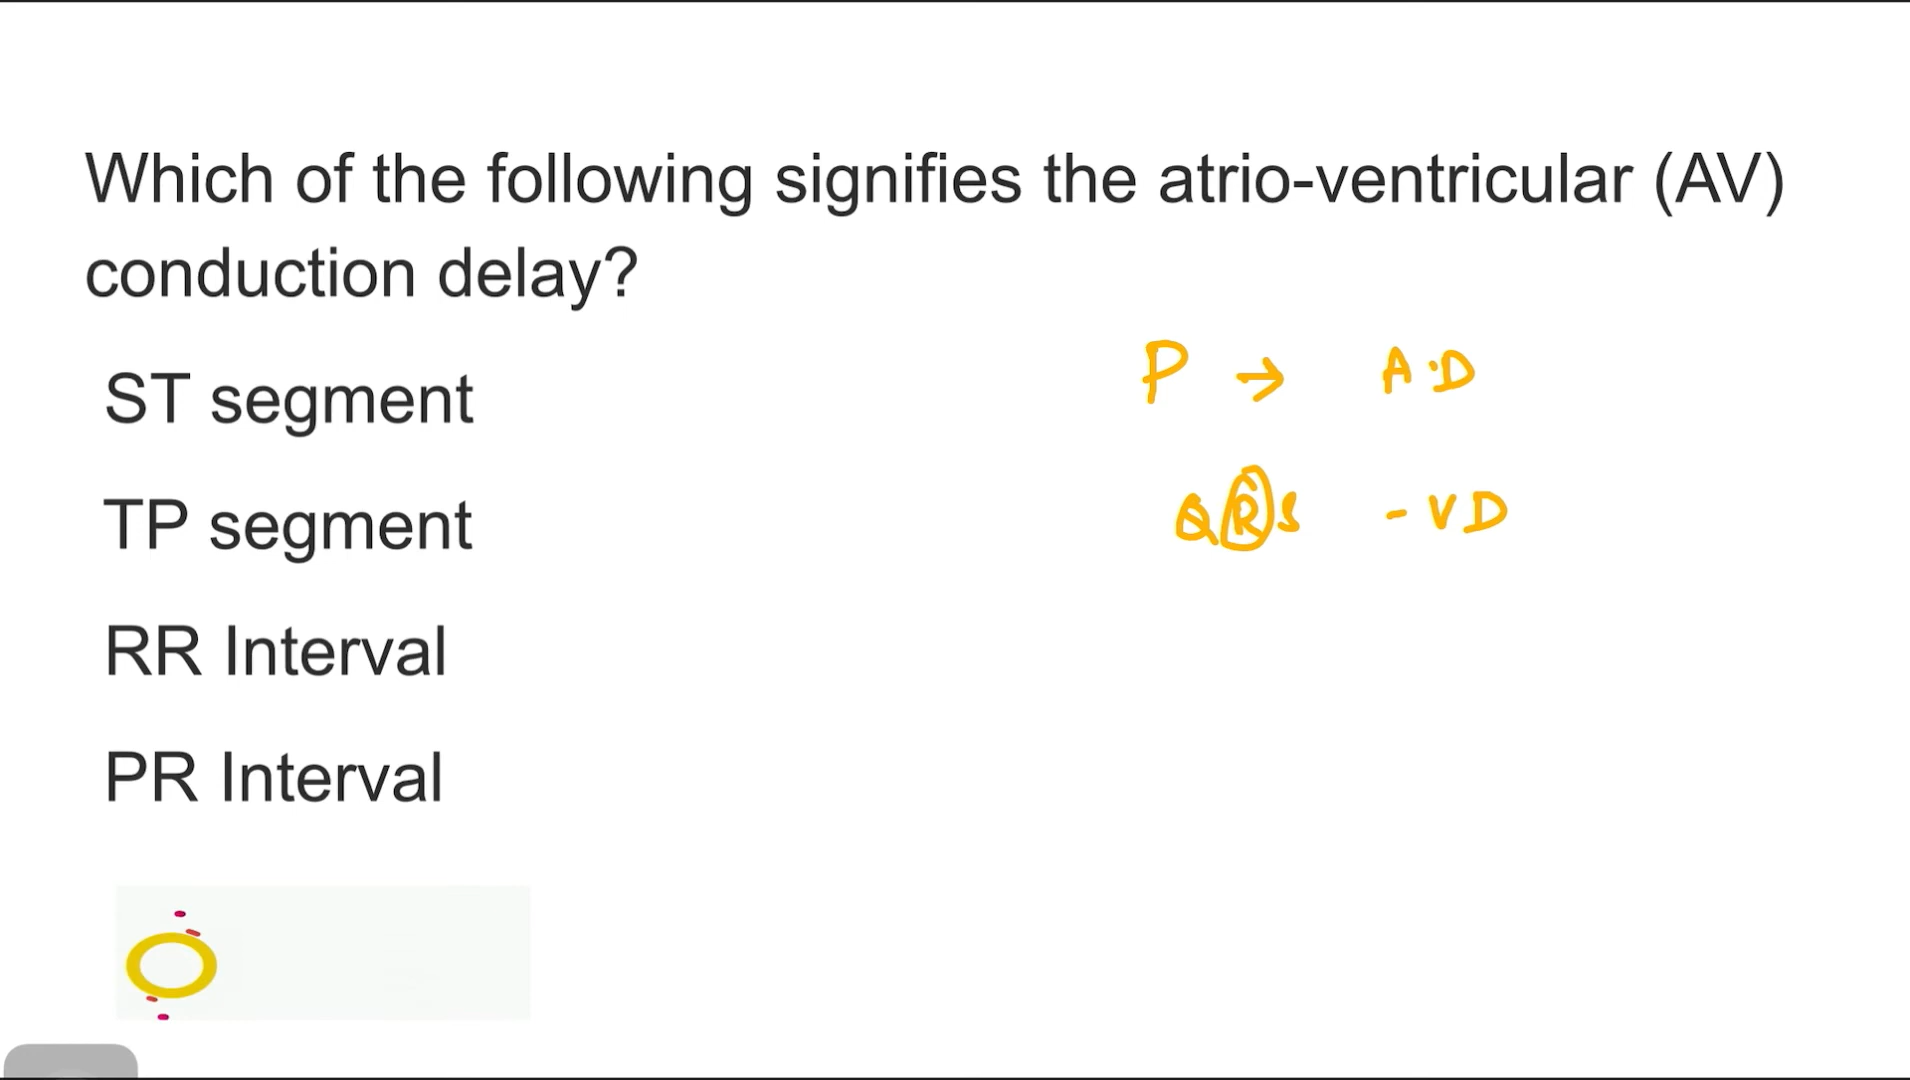 Which of the following signifies the atrio-ventricular (AV)
conduction delay?
P → A.D
ST segment
QRS - VD
TP segment
RR Interval
PR Interval